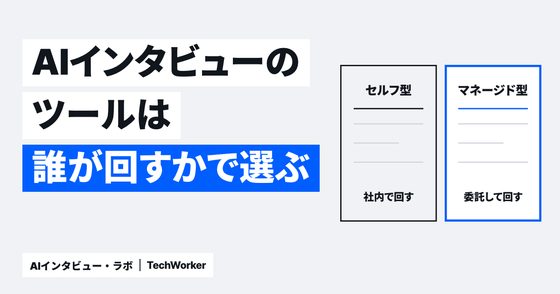 AIインタビューの
ツールは
誰が回すかで選ぶ
セルフ型
社内で回す
マネージド型
委託して回す
AIインタビュー・ラボ | TechWorker